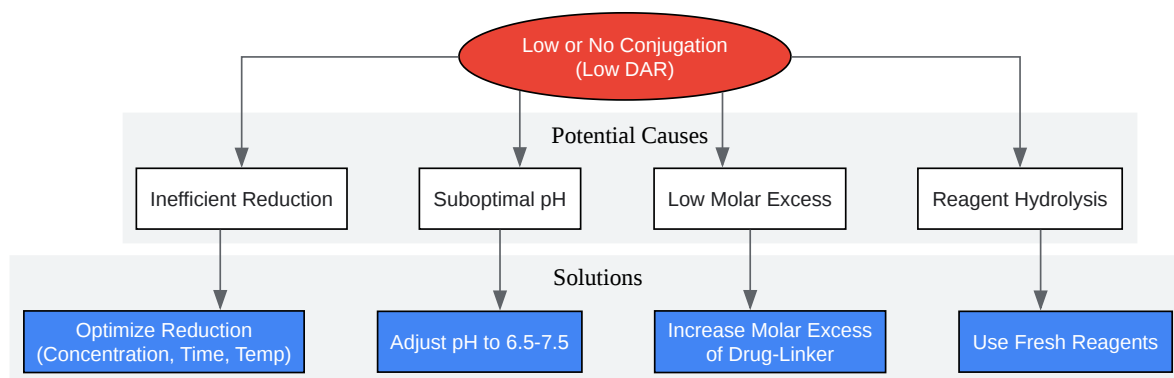 Low or No Conjugation
(Low DAR)
Potential Causes
Inefficient Reduction
Suboptimal pH
Low Molar Excess
Reagent Hydrolysis
Solutions
Optimize Reduction
(Concentration, Time, Temp)
Adjust pH to 6.5-7.5
Increase Molar Excess
of Drug-Linker
Use Fresh Reagents